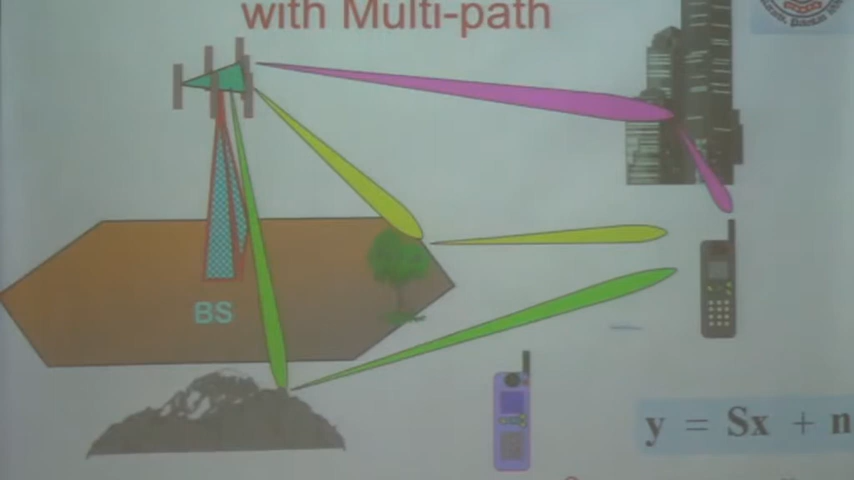 with Multi-path
BS
y = Sx + n